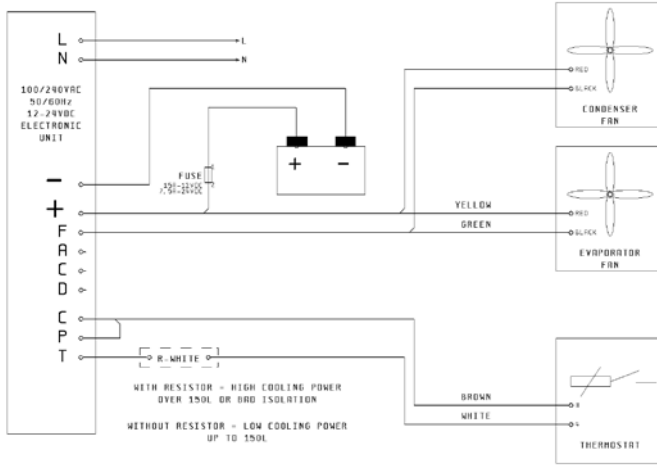 L
N
L
N
100/240VAC
50/60Hz
12-24VDC
ELECTRONIC
UNIT
-
+
F
A
C
D
C
P
T
+ -
FUSE
15A-12VDC
7,5A-24VDC
RED
BLACK
CONDENSER
FAN
YELLOW
GREEN
RED
BLACK
EVAPORATOR
FAN
R-WHITE
WITH RESISTOR = HIGH COOLING POWER
OVER 150L OR BAD ISOLATION
WITHOUT RESISTOR = LOW COOLING POWER
UP TO 150L
BROWN
WHITE
THERMOSTAT